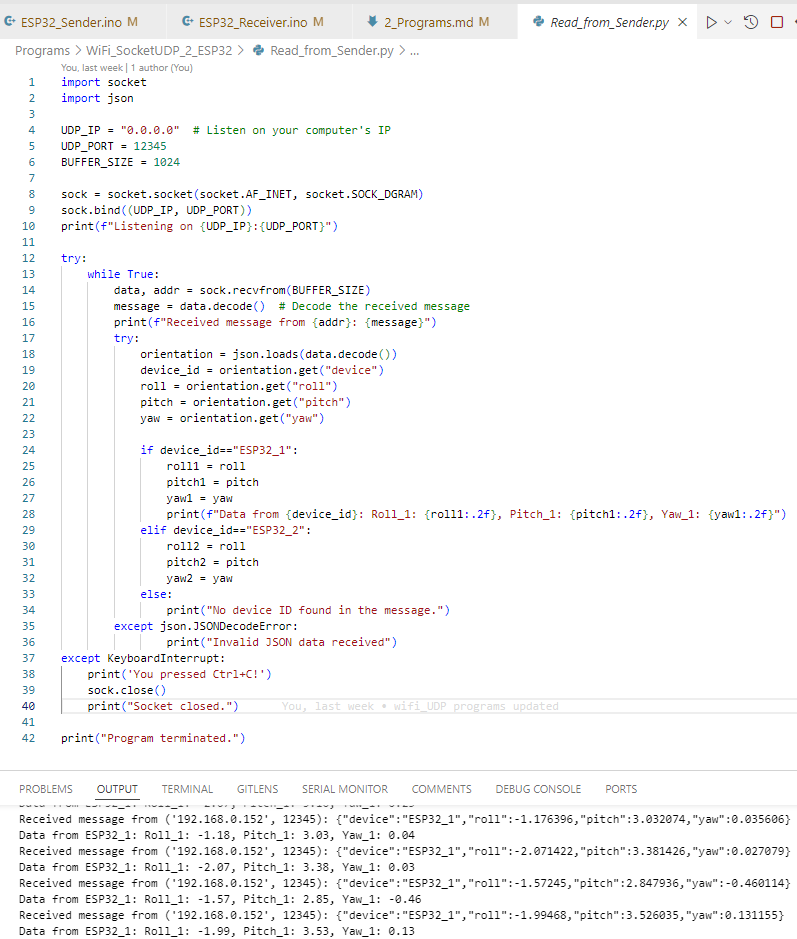 ESP32_Sender.ino M ESP32_Receiver.ino M 2_Programs.md M Read_from_Sender.py
Programs > WiFi_SocketUDP_2_ESP32 > Read_from_Sender.py > ...
You, last week | 1 author (You)
1 import socket
2 import json
3
4 UDP_IP = "0.0.0.0"  # Listen on your computer's IP
5 UDP_PORT = 12345
6 BUFFER_SIZE = 1024
7
8 sock = socket.socket(socket.AF_INET, socket.SOCK_DGRAM)
9 sock.bind((UDP_IP, UDP_PORT))
10 print(f"Listening on {UDP_IP}:{UDP_PORT}")
11
12 try:
13     while True:
14         data, addr = sock.recvfrom(BUFFER_SIZE)
15         message = data.decode()  # Decode the received message
16         print(f"Received message from {addr}: {message}")
17         try:
18             orientation = json.loads(data.decode())
19             device_id = orientation.get("device")
20             roll = orientation.get("roll")
21             pitch = orientation.get("pitch")
22             yaw = orientation.get("yaw")
23
24             if device_id=="ESP32_1":
25                 roll1 = roll
26                 pitch1 = pitch
27                 yaw1 = yaw
28                 print(f"Data from {device_id}: Roll_1: {roll1:.2f}, Pitch_1: {pitch1:.2f}, Yaw_1: {yaw1:.2f}")
29             elif device_id=="ESP32_2":
30                 roll2 = roll
31                 pitch2 = pitch
32                 yaw2 = yaw
33             else:
34                 print("No device ID found in the message.")
35         except json.JSONDecodeError:
36                 print("Invalid JSON data received")
37 except KeyboardInterrupt:
38     print('You pressed Ctrl+C!')
39     sock.close()
40     print("Socket closed.") You, last week • wifi_UDP programs updated
41
42 print("Program terminated.")
PROBLEMS OUTPUT TERMINAL GITLENS SERIAL MONITOR COMMENTS DEBUG CONSOLE PORTS
Received message from ('192.168.0.152', 12345): {"device":"ESP32_1","roll":-1.176396,"pitch":3.032074,"yaw":0.035606}
Data from ESP32_1: Roll_1: -1.18, Pitch_1: 3.03, Yaw_1: 0.04
Received message from ('192.168.0.152', 12345): {"device":"ESP32_1","roll":-2.071422,"pitch":3.381426,"yaw":0.027079}
Data from ESP32_1: Roll_1: -2.07, Pitch_1: 3.38, Yaw_1: 0.03
Received message from ('192.168.0.152', 12345): {"device":"ESP32_1","roll":-1.57245,"pitch":2.847936,"yaw":-0.460114}
Data from ESP32_1: Roll_1: -1.57, Pitch_1: 2.85, Yaw_1: -0.46
Received message from ('192.168.0.152', 12345): {"device":"ESP32_1","roll":-1.99468,"pitch":3.526035,"yaw":0.131155}
Data from ESP32_1: Roll_1: -1.99, Pitch_1: 3.53, Yaw_1: 0.13